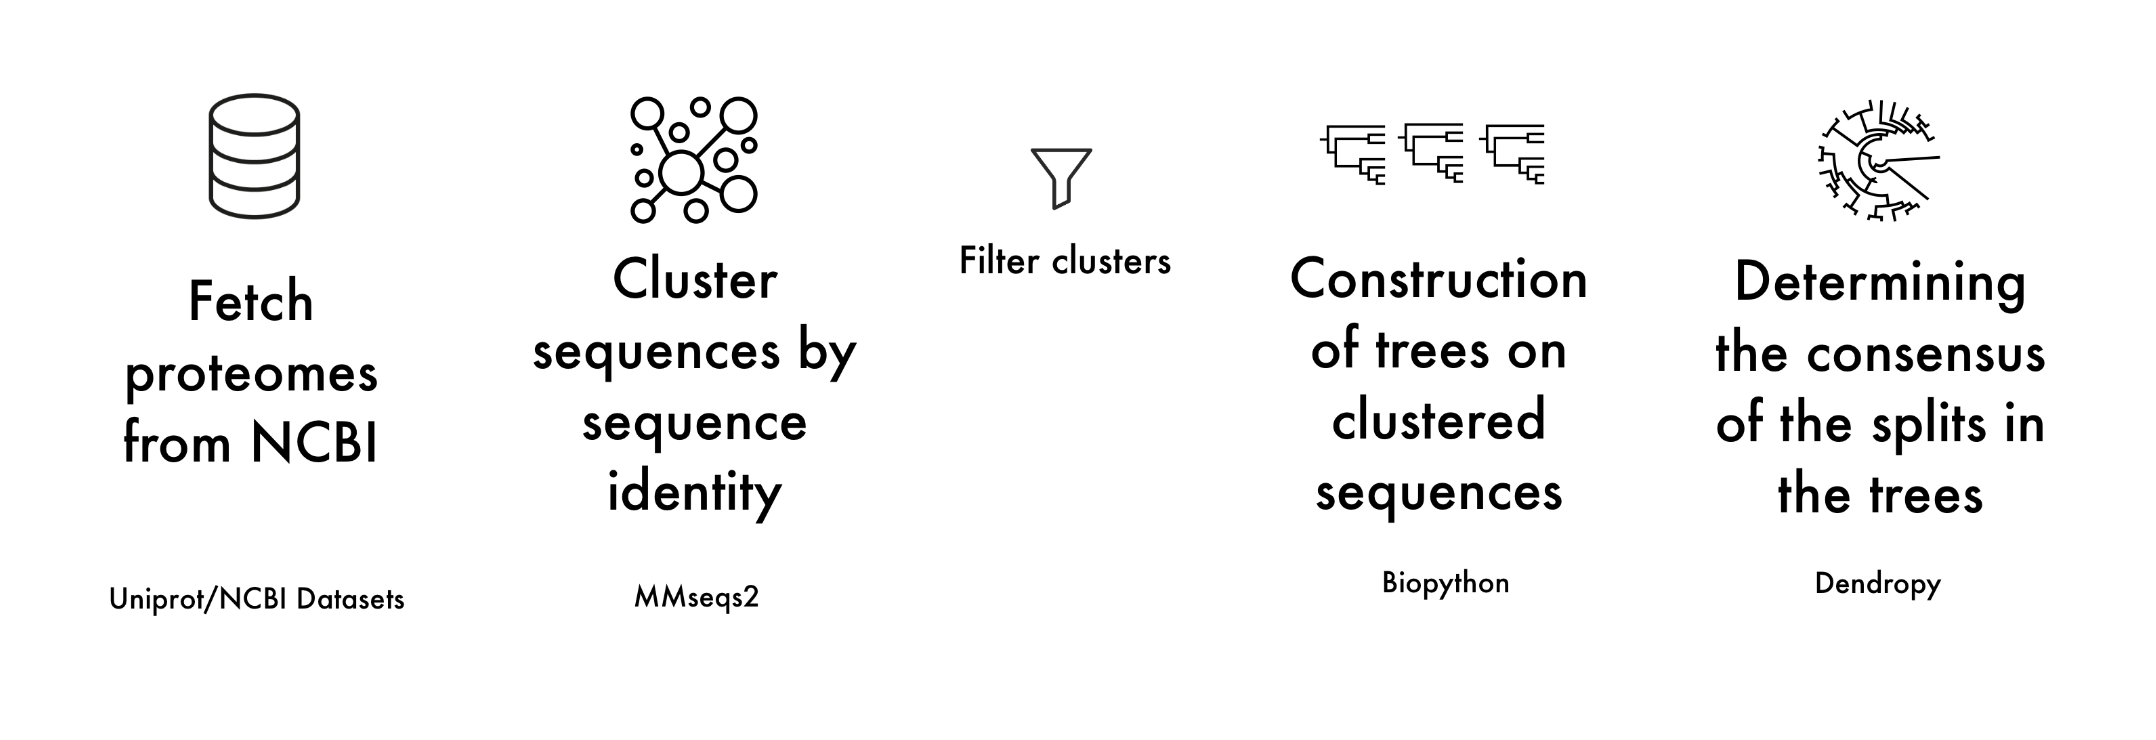 Fetch
proteomes
from NCBI
Uniprot/NCBI Datasets
Cluster
sequences by
sequence
identity
MMseqs2
Filter clusters
Construction
of trees on
clustered
sequences
Biopython
Determining
the consensus
of the splits in
the trees
Dendropy